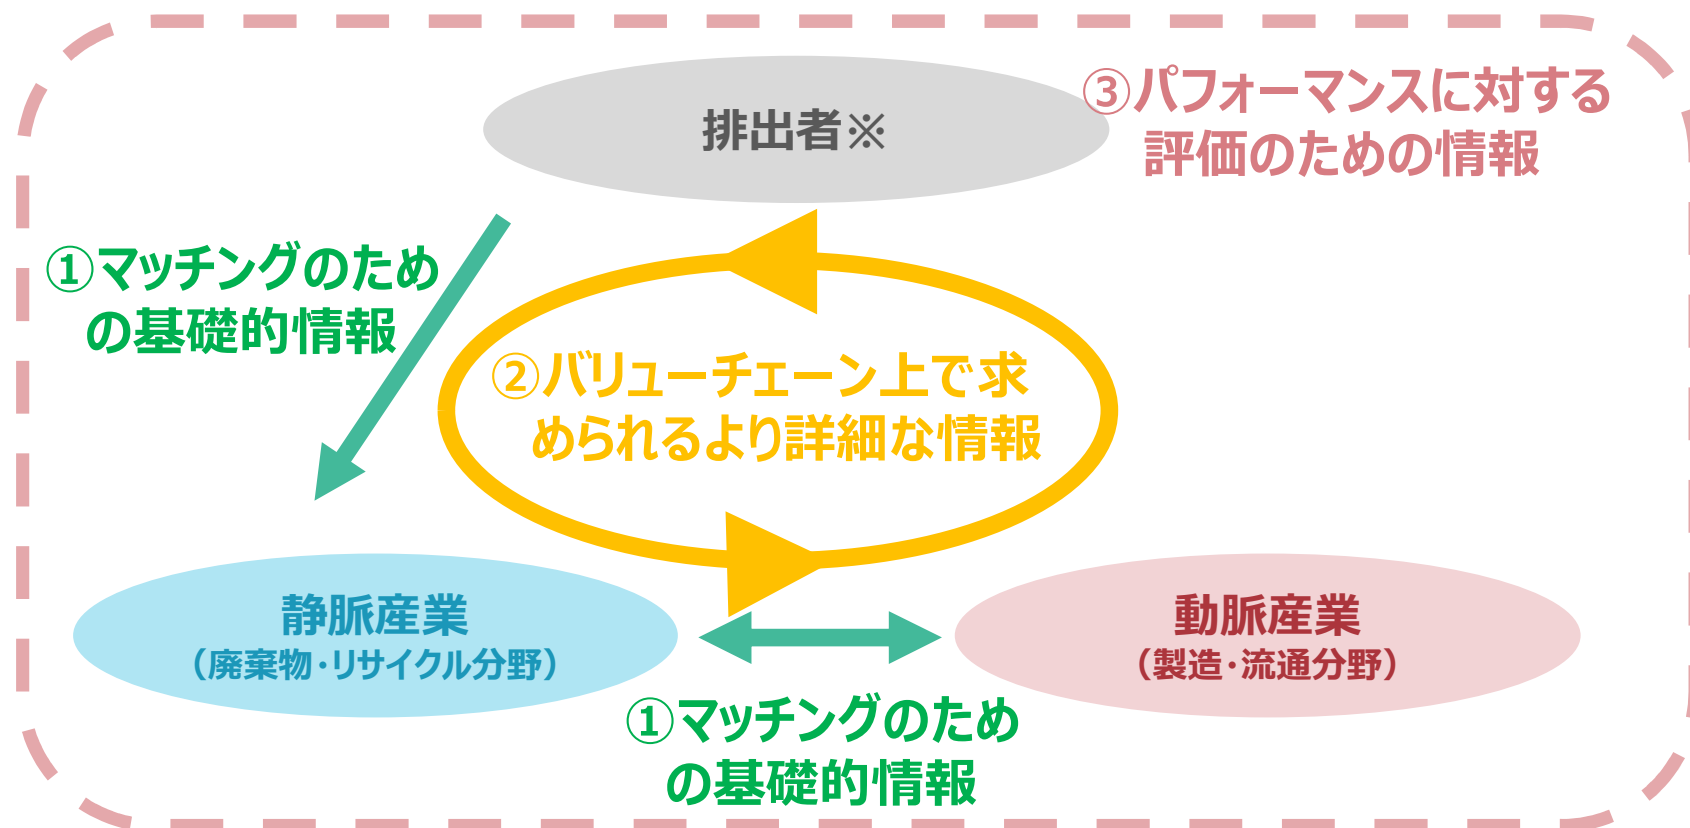 排出者※
③パフォーマンスに対する
評価のための情報
①マッチングのため
の基礎的情報
②バリューチェーン上で求
められるより詳細な情報
静脈産業
（廃棄物・リサイクル分野）
動脈産業
（製造・流通分野）
①マッチングのため
の基礎的情報